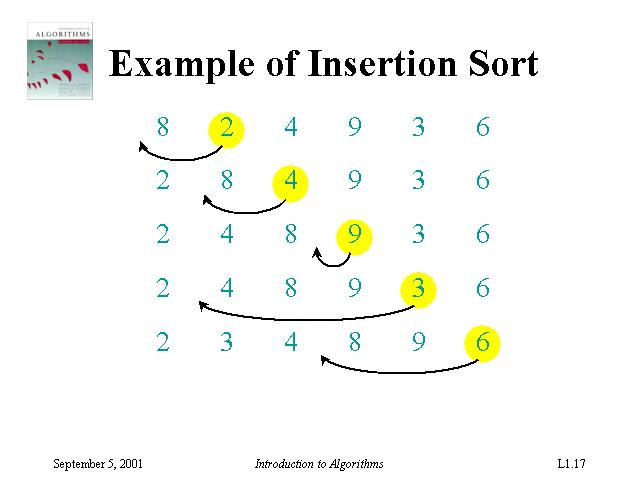 ALGORITHMS
Example of Insertion Sort
8 2 4 9 3 6
2 8 4 9 3 6
2 4 8 9 3 6
2 4 8 9 3 6
2 3 4 8 9 6
September 5, 2001 Introduction to Algorithms L1.17